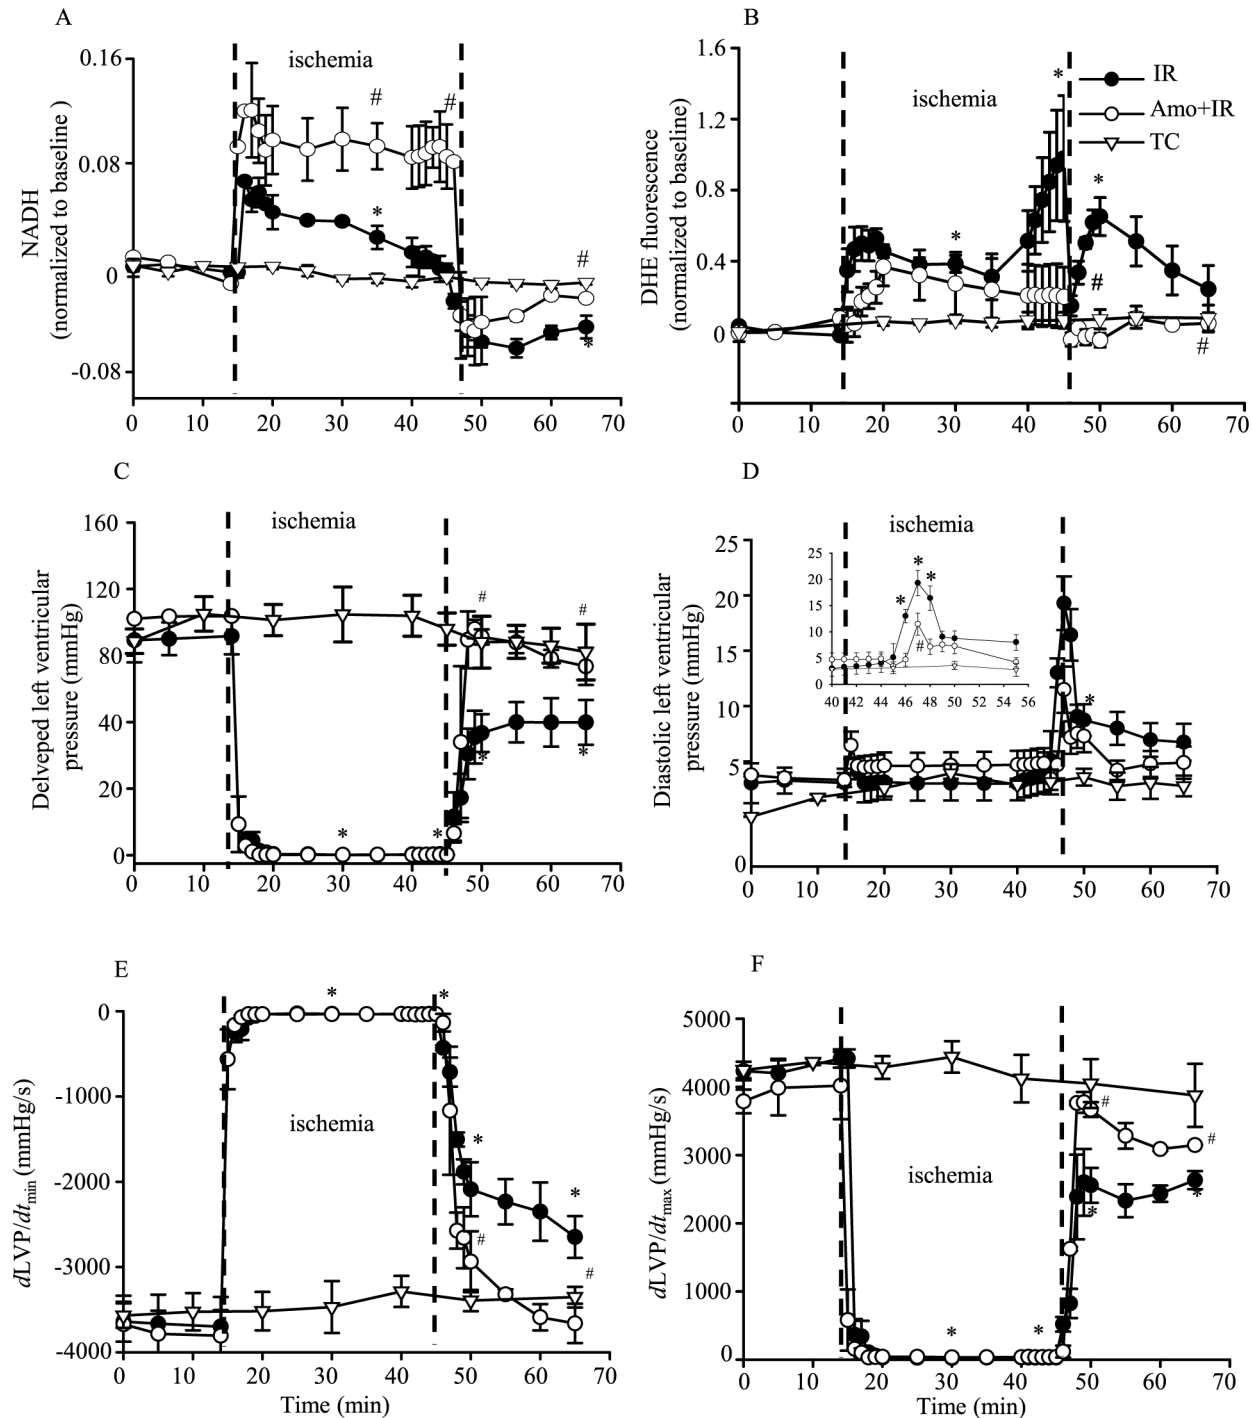 A
NADH
(normalized to baseline )
0.16
0.08
0
-0.08
ischemia
#
#
*
#
*
0 10 20 30 40 50 60 70
B
DHE fluorescence
(normalized to baseline)
1.6
1.2
0.8
0.4
0
ischemia
*
*
*
#
#
IR
Amo+IR
TC
0 10 20 30 40 50 60 70
C
Delveped left ventricular
pressure (mmHg)
160
120
80
40
20
0
ischemia
#
#
*
*
*
*
0 10 20 30 40 50 60 70
D
Diastolic left ventricular
pressure (mmHg)
25
20
15
10
5
0
ischemia
25
20
15
10
5
0
*
*
*
#
40 42 44 46 48 50 52 54 56
*
0 10 20 30 40 50 60 70
E
dLVP/dtmin (mmHg/s)
0
-1000
-2000
-3000
-4000
*
*
ischemia
*
*
#
#
0 10 20 30 40 50 60 70
Time (min)
F
dLVP/dtmax (mmHg/s)
5000
4000
3000
2000
1000
0
ischemia
#
#
*
*
*
*
0 10 20 30 40 50 60 70
Time (min)